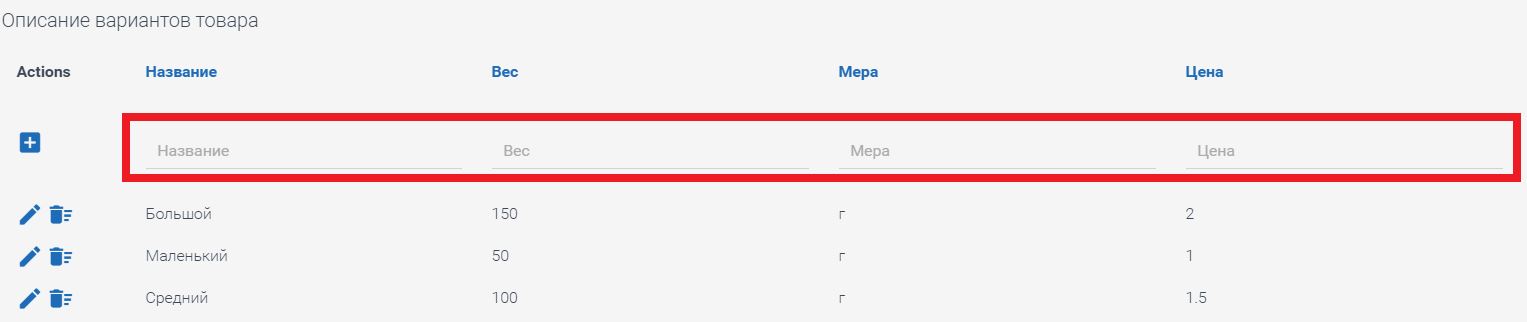 Описание вариантов товара
Actions Название Вес Мера Цена
Название Вес Мера Цена
Большой 150 г 2
Маленький 50 г 1
Средний 100 г 1.5